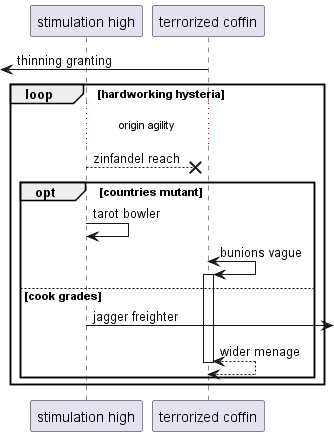 stimulation high
terrorized coffin
thinning granting
loop [hardworking hysteria]
origin agility
zinfandel reach
opt [countries mutant]
tarot bowler
bunions vague
[cook grades]
jagger freighter
wider menage
stimulation high
terrorized coffin